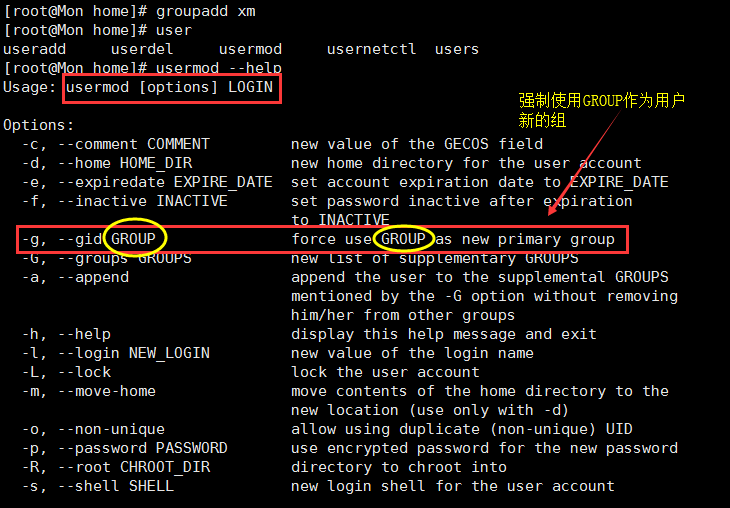 [root@Mon home]# groupadd xm
[root@Mon home]# user
useradd userdel usermod usernetctl users
[root@Mon home]# usermod --help
Usage: usermod [options] LOGIN
强制使用GROUP作为用户
新的组
Options:
-c, --comment COMMENT new value of the GECOS field
-d, --home HOME_DIR new home directory for the user account
-e, --expiredate EXPIRE_DATE set account expiration date to EXPIRE_DATE
-f, --inactive INACTIVE set password inactive after expiration
to INACTIVE
-g, --gid GROUP force use GROUP as new primary group
-G, --groups GROUPS new list of supplementary GROUPS
-a, --append append the user to the supplemental GROUPS
mentioned by the -G option without removing
him/her from other groups
-h, --help display this help message and exit
-l, --login NEW_LOGIN new value of the login name
-L, --lock lock the user account
-m, --move-home move contents of the home directory to the
new location (use only with -d)
-o, --non-unique allow using duplicate (non-unique) UID
-p, --password PASSWORD use encrypted password for the new password
-R, --root CHROOT_DIR directory to chroot into
-s, --shell SHELL new login shell for the user account